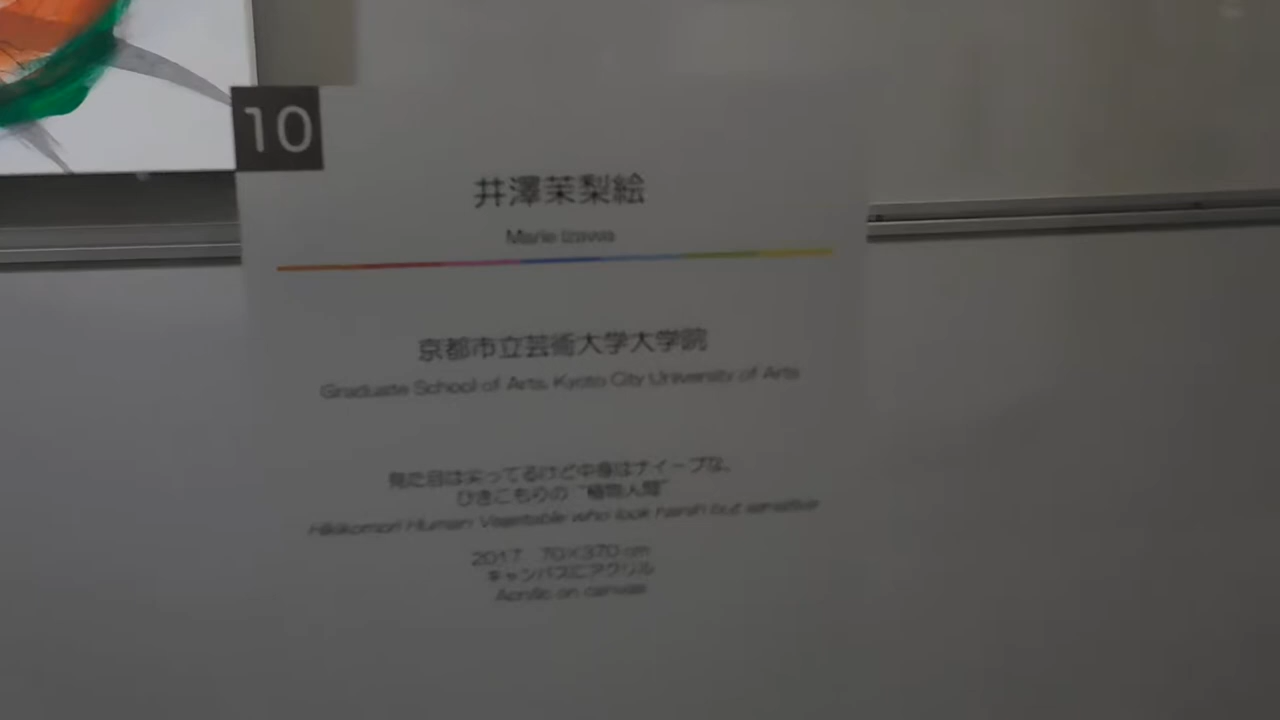 10
井澤茉梨絵
Marie Izawa
京都市立芸術大学大学院
Graduate School of Arts, Kyoto City University of Arts
見た目は尖ってるけど中身はナイーブな、
ひきこもりの“植物人間”
Hikikomori Human Vegetable who look harsh but sensitive
2017 70×370 cm
キャンバスにアクリル
Acrylic on canvas